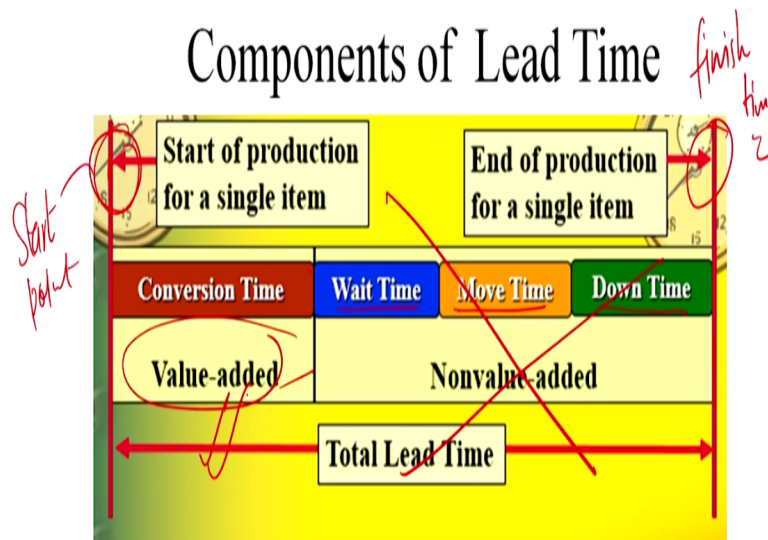 Components of Lead Time
finish
Start of production
for a single item
End of production
for a single item
Start
point
Conversion Time
Wait Time
Move Time
Down Time
Value-added
Nonvalue-added
Total Lead Time